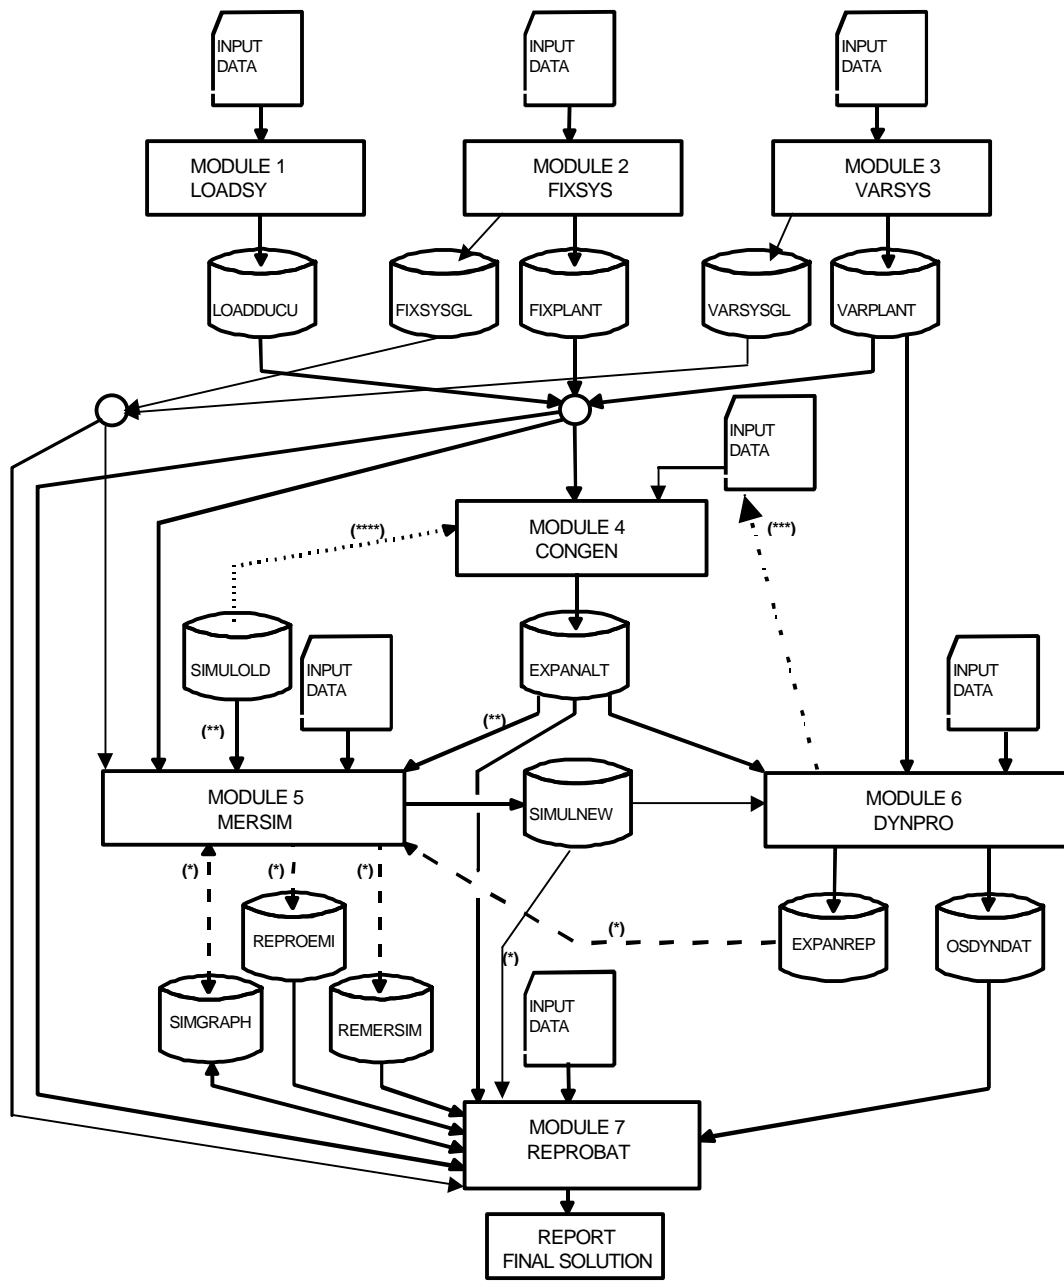 INPUT
DATA
INPUT
DATA
INPUT
DATA
MODULE 1
LOADSY
MODULE 2
FIXSYS
MODULE 3
VARSYS
LOADDUCU
FIXSYSGL
FIXPLANT
VARSYSGL
VARPLANT
INPUT
DATA
(****)
MODULE 4
CONGEN
(***)
SIMULOLD
INPUT
DATA
EXPANALT
INPUT
DATA
(**)
(**)
MODULE 5
MERSIM
SIMULNEW
MODULE 6
DYNPRO
(*)
(*)
(*)
REPROEMI
(*)
EXPANREP
OSDYNDAT
(*)
SIMGRAPH
REMERSIM
INPUT
DATA
MODULE 7
REPROBAT
REPORT
FINAL SOLUTION